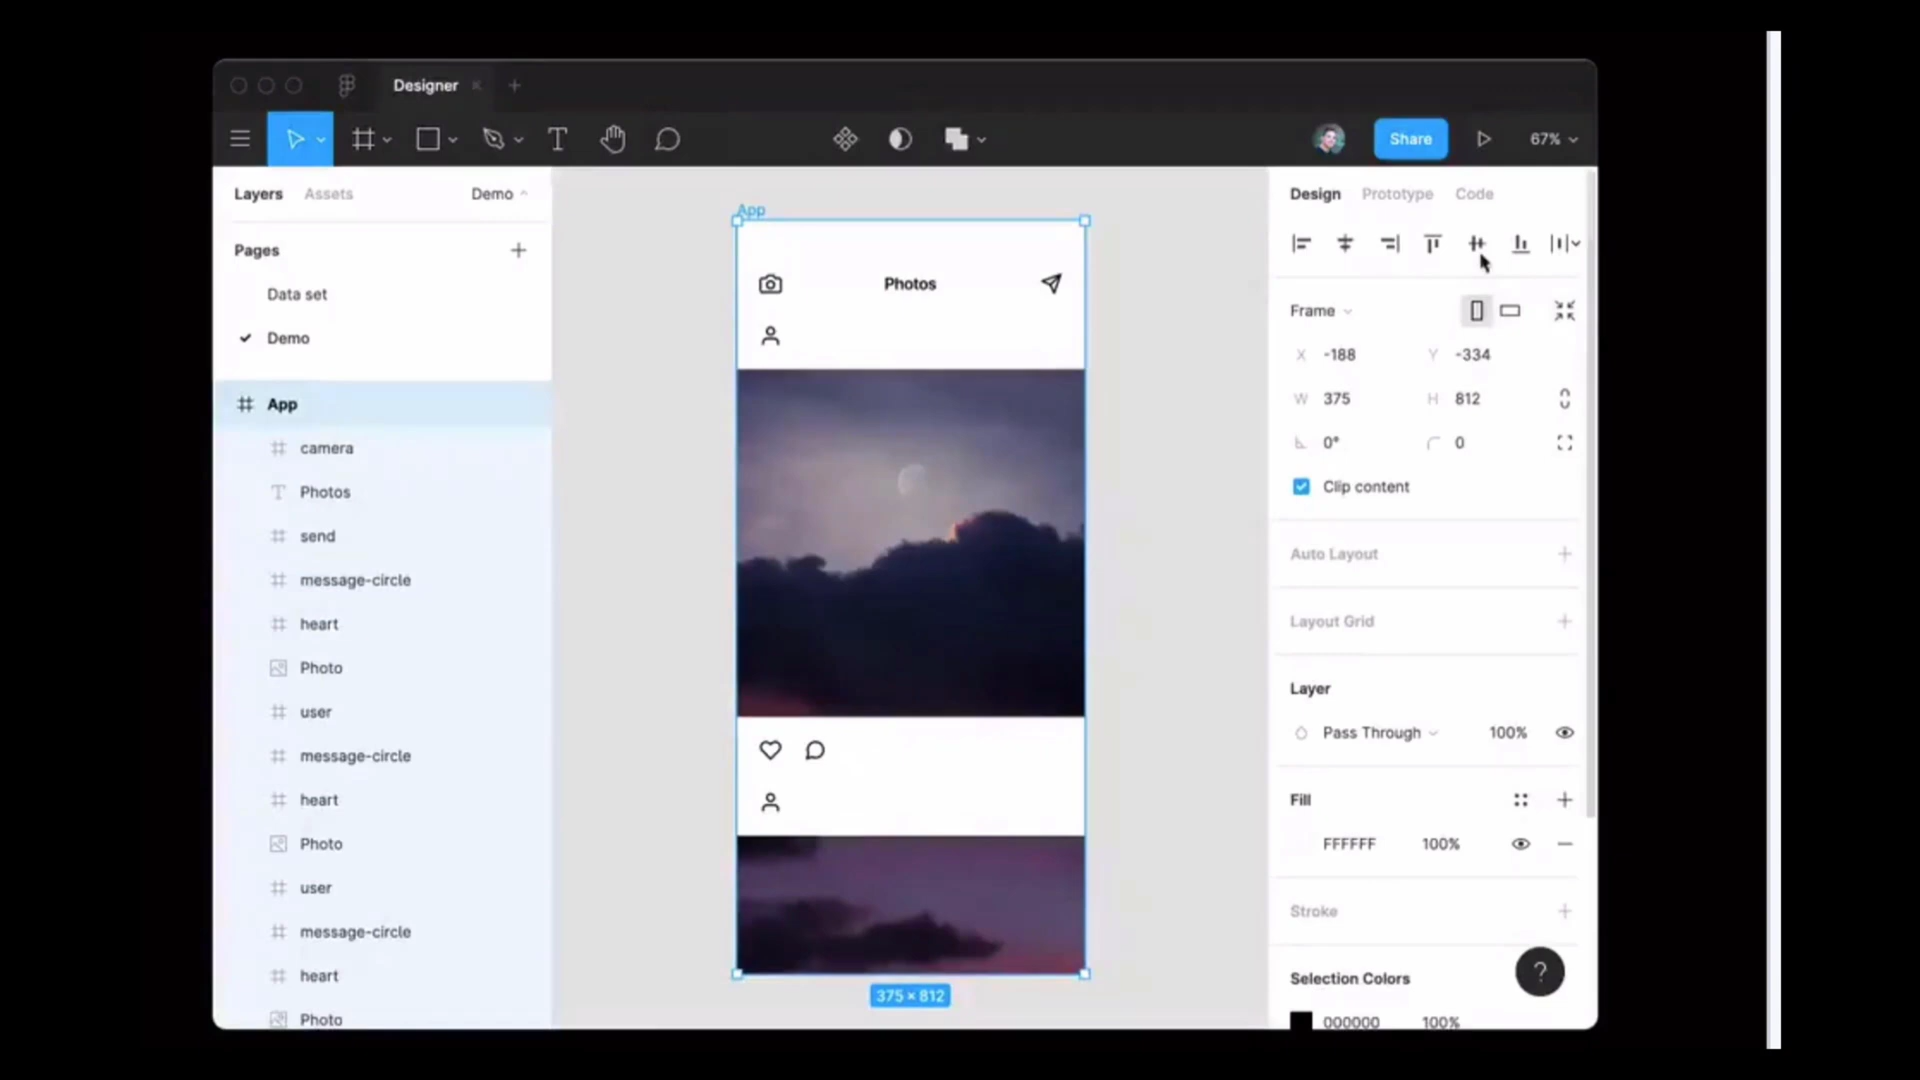 Designer
Share
67%
Layers Assets Demo
Pages
Data set
Demo
App
camera
Photos
send
message-circle
heart
Photo
user
message-circle
heart
Photo
user
message-circle
heart
Photo
App
Photos
375 × 812
Design Prototype Code
Frame
X -188 Y -334
W 375 H 812
0° 0
Clip content
Auto Layout
Layout Grid
Layer
Pass Through 100%
Fill
FFFFFF 100%
Stroke
Selection Colors
000000 100%
?